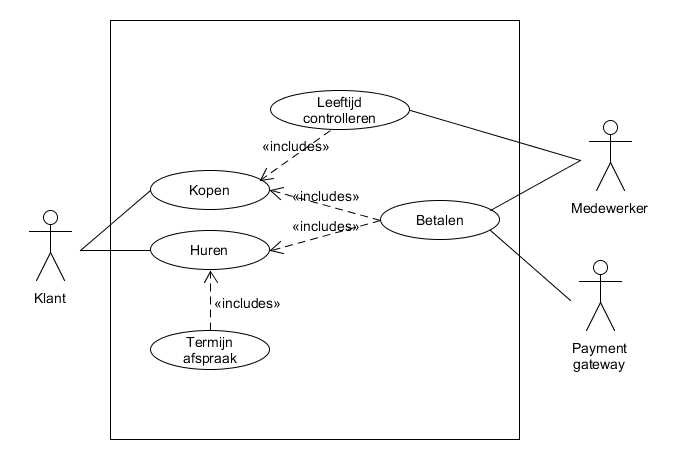 Leeftijd
controlleren
«includes»
Kopen
«includes»
Medewerker
Betalen
«includes»
Huren
Klant
«includes»
Termijn
afspraak
Payment
gateway